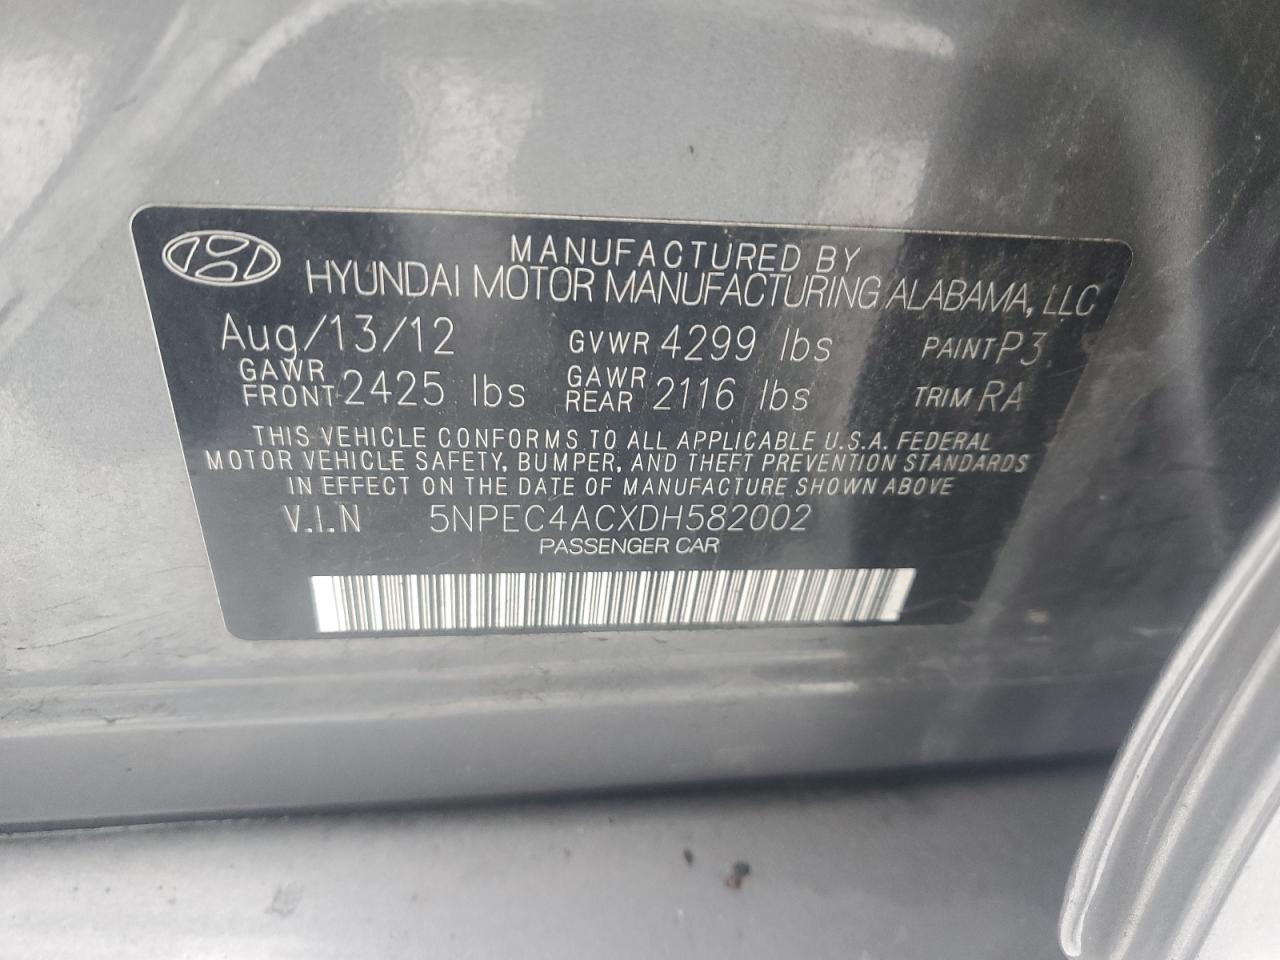 MANUFACTURED BY
HYUNDAI MOTOR MANUFACTURING ALABAMA, LLC
Aug/13/12 GVWR 4299 lbs PAINT P3
GAWR FRONT 2425 lbs GAWR REAR 2116 lbs TRIM RA
THIS VEHICLE CONFORMS TO ALL APPLICABLE U.S.A. FEDERAL
MOTOR VEHICLE SAFETY, BUMPER, AND THEFT PREVENTION STANDARDS
IN EFFECT ON THE DATE OF MANUFACTURE SHOWN ABOVE
V.I.N 5NPEC4ACXDH582002
PASSENGER CAR